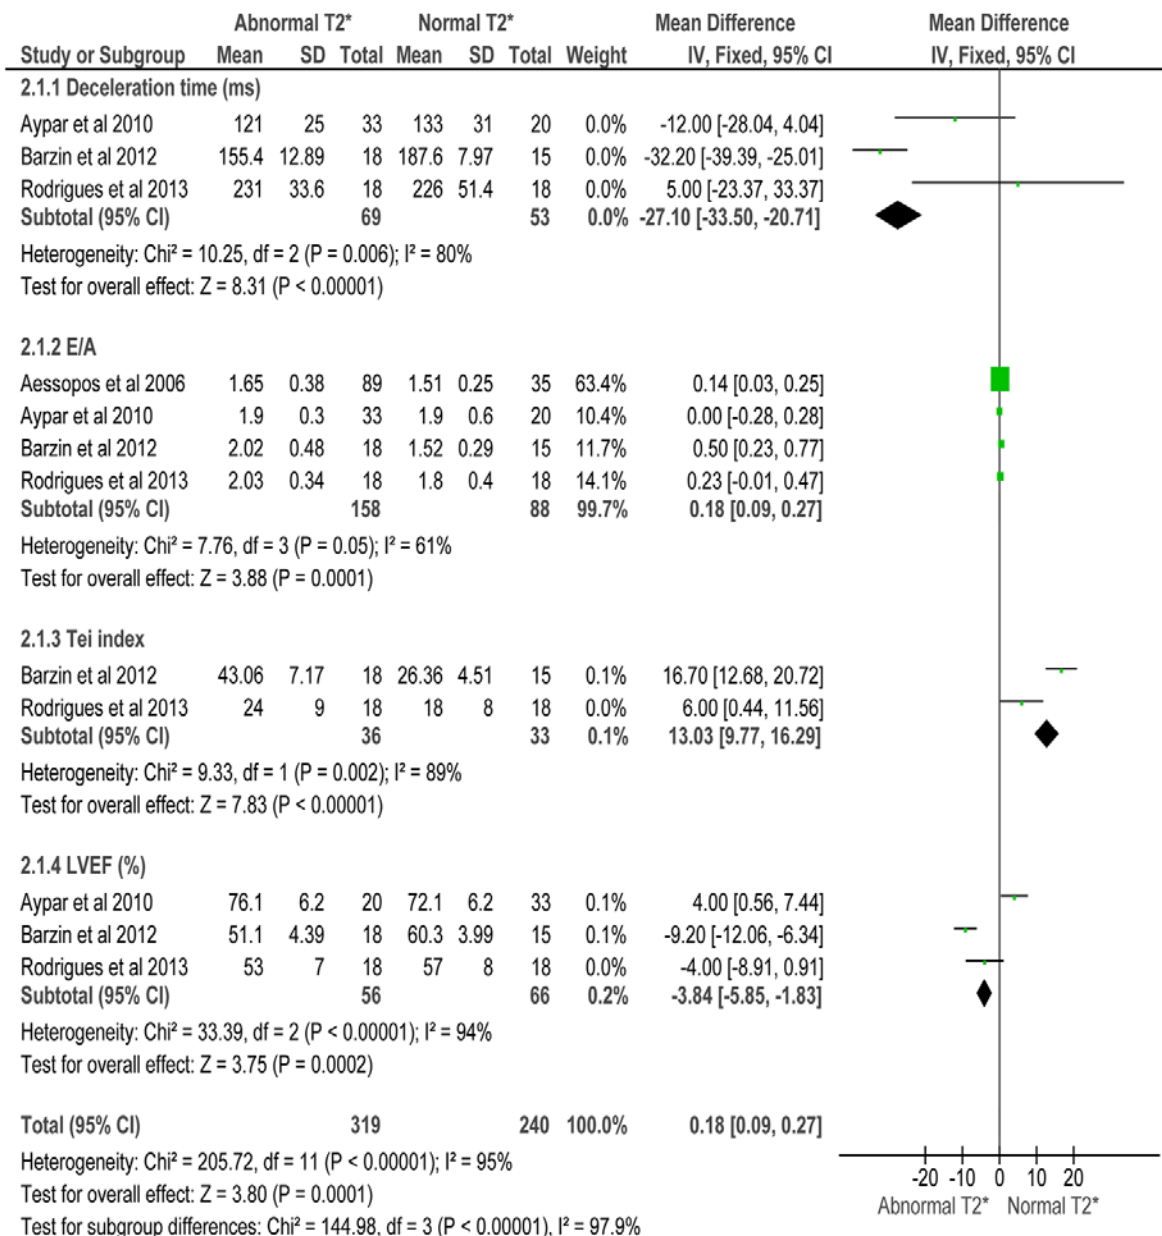 Abnormal T2* Normal T2* Mean Difference Mean Difference
Study or Subgroup Mean SD Total Mean SD Total Weight IV, Fixed, 95% CI IV, Fixed, 95% CI
2.1.1 Deceleration time (ms)
Aypar et al 2010 121 25 33 133 31 20 0.0% -12.00 [-28.04, 4.04]
Barzin et al 2012 155.4 12.89 18 187.6 7.97 15 0.0% -32.20 [-39.39, -25.01]
Rodrigues et al 2013 231 33.6 18 226 51.4 18 0.0% 5.00 [-23.37, 33.37]
Subtotal (95% CI) 69 53 0.0% -27.10 [-33.50, -20.71]
Heterogeneity: Chi² = 10.25, df = 2 (P = 0.006); I² = 80%
Test for overall effect: Z = 8.31 (P < 0.00001)
2.1.2 E/A
Aessopos et al 2006 1.65 0.38 89 1.51 0.25 35 63.4% 0.14 [0.03, 0.25]
Aypar et al 2010 1.9 0.3 33 1.9 0.6 20 10.4% 0.00 [-0.28, 0.28]
Barzin et al 2012 2.02 0.48 18 1.52 0.29 15 11.7% 0.50 [0.23, 0.77]
Rodrigues et al 2013 2.03 0.34 18 1.8 0.4 18 14.1% 0.23 [-0.01, 0.47]
Subtotal (95% CI) 158 88 99.7% 0.18 [0.09, 0.27]
Heterogeneity: Chi² = 7.76, df = 3 (P = 0.05); I² = 61%
Test for overall effect: Z = 3.88 (P = 0.0001)
2.1.3 Tei index
Barzin et al 2012 43.06 7.17 18 26.36 4.51 15 0.1% 16.70 [12.68, 20.72]
Rodrigues et al 2013 24 9 18 18 8 18 0.0% 6.00 [0.44, 11.56]
Subtotal (95% CI) 36 33 0.1% 13.03 [9.77, 16.29]
Heterogeneity: Chi² = 9.33, df = 1 (P = 0.002); I² = 89%
Test for overall effect: Z = 7.83 (P < 0.00001)
2.1.4 LVEF (%)
Aypar et al 2010 76.1 6.2 20 72.1 6.2 33 0.1% 4.00 [0.56, 7.44]
Barzin et al 2012 51.1 4.39 18 60.3 3.99 15 0.1% -9.20 [-12.06, -6.34]
Rodrigues et al 2013 53 7 18 57 8 18 0.0% -4.00 [-8.91, 0.91]
Subtotal (95% CI) 56 66 0.2% -3.84 [-5.85, -1.83]
Heterogeneity: Chi² = 33.39, df = 2 (P < 0.00001); I² = 94%
Test for overall effect: Z = 3.75 (P = 0.0002)
Total (95% CI) 319 240 100.0% 0.18 [0.09, 0.27]
Heterogeneity: Chi² = 205.72, df = 11 (P < 0.00001); I² = 95%
Test for overall effect: Z = 3.80 (P = 0.0001)
Test for subgroup differences: Chi² = 144.98, df = 3 (P < 0.00001), I² = 97.9%
-20 -10 0 10 20
Abnormal T2* Normal T2*